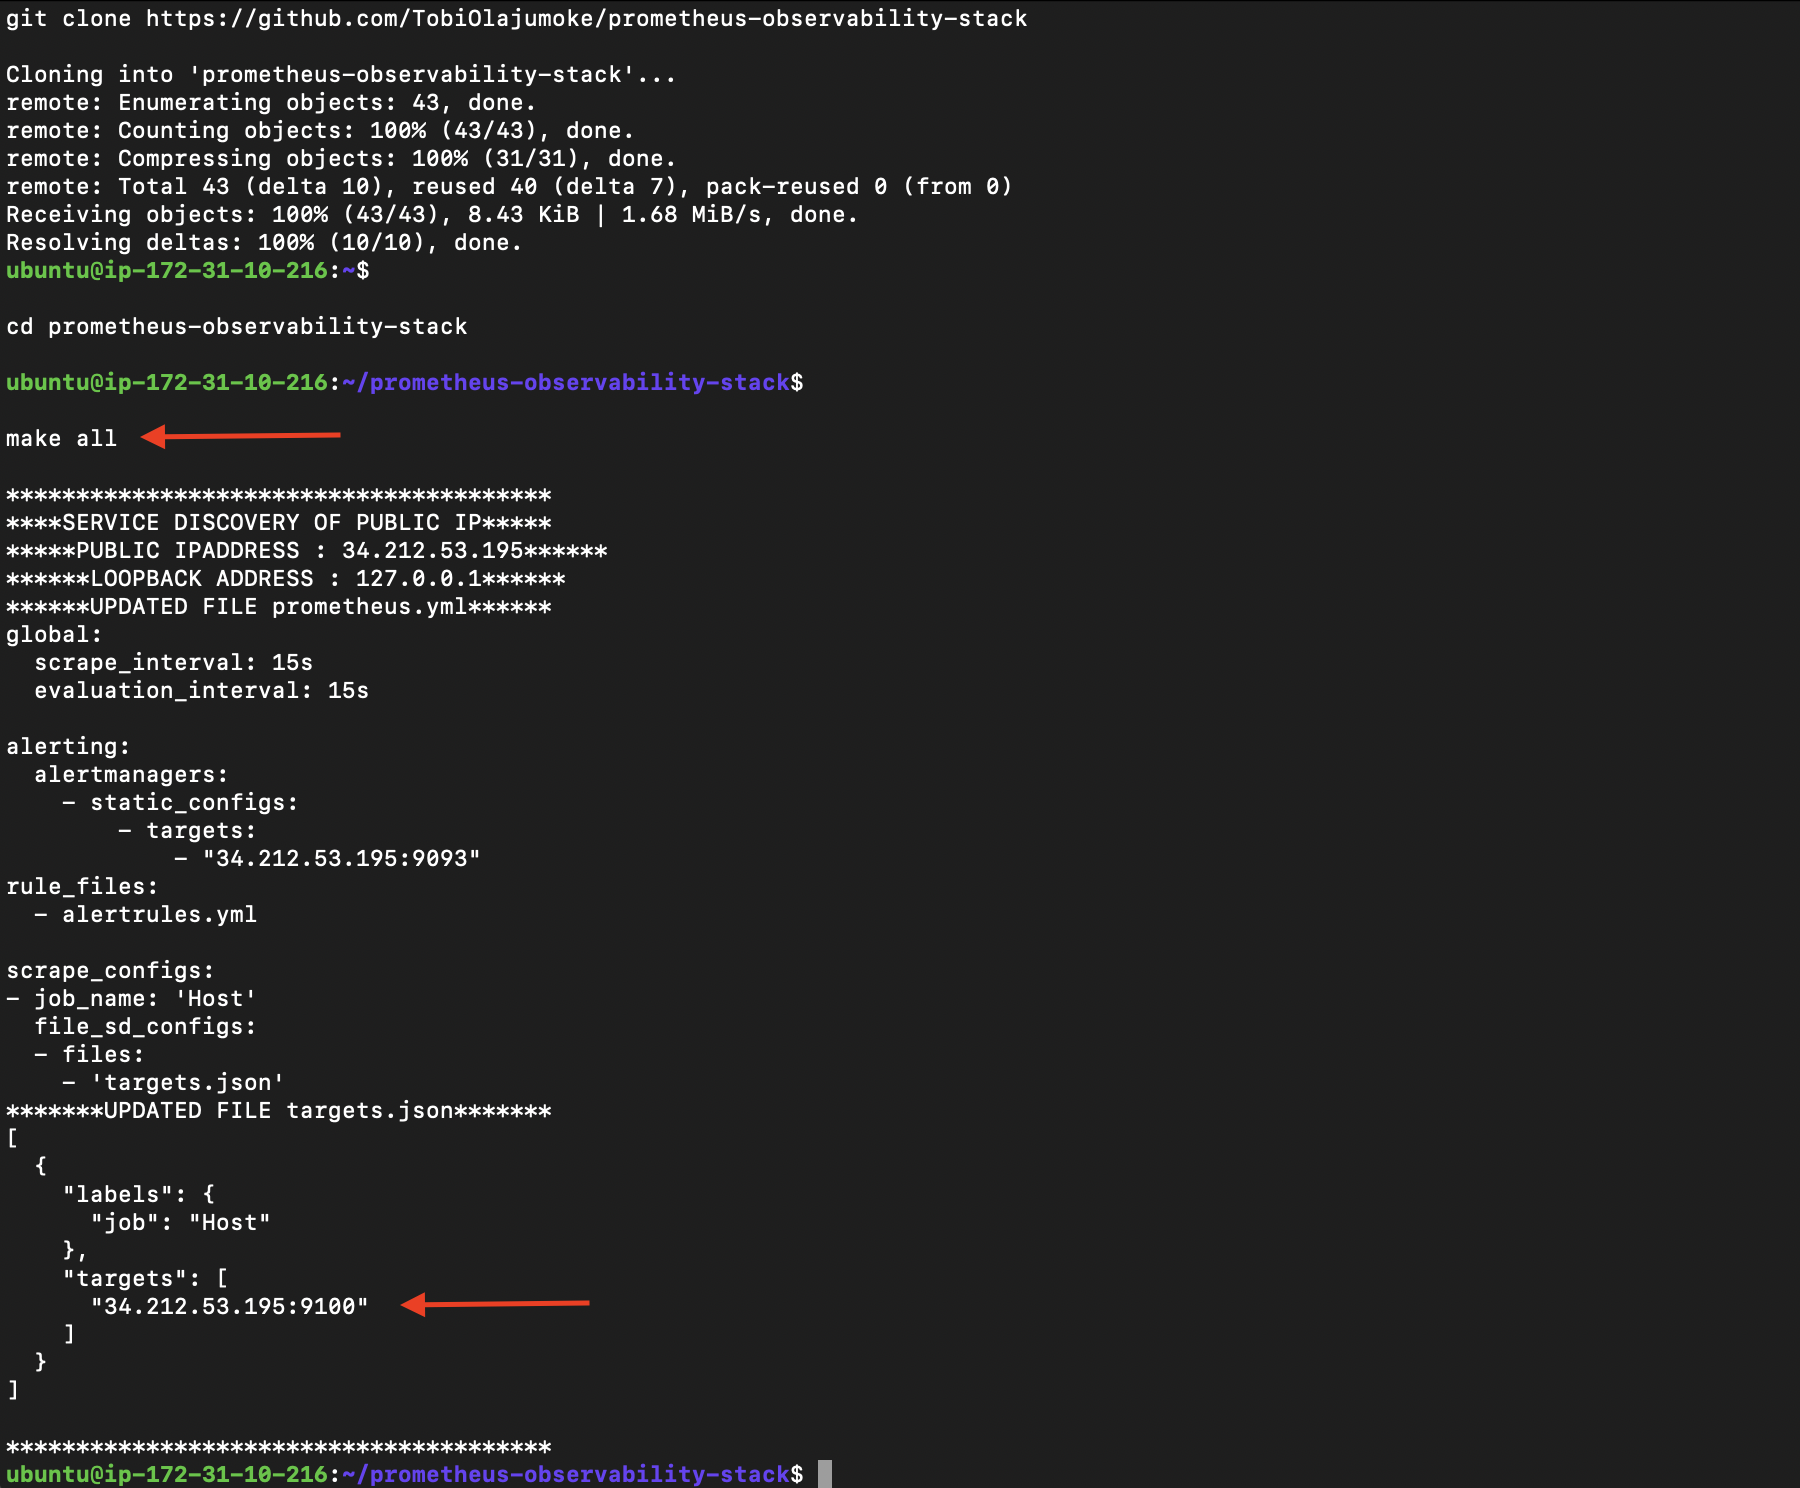 git clone https://github.com/TobiOlajumoke/prometheus-observability-stack
Cloning into 'prometheus-observability-stack'...
remote: Enumerating objects: 43, done.
remote: Counting objects: 100% (43/43), done.
remote: Compressing objects: 100% (31/31), done.
remote: Total 43 (delta 10), reused 40 (delta 7), pack-reused 0 (from 0)
Receiving objects: 100% (43/43), 8.43 KiB | 1.68 MiB/s, done.
Resolving deltas: 100% (10/10), done.
ubuntu@ip-172-31-10-216:~$
cd prometheus-observability-stack
ubuntu@ip-172-31-10-216:~/prometheus-observability-stack$
make all
***************************************
****SERVICE DISCOVERY OF PUBLIC IP*****
*****PUBLIC IPADDRESS : 34.212.53.195******
******LOOPBACK ADDRESS : 127.0.0.1******
******UPDATED FILE prometheus.yml******
global:
  scrape_interval: 15s
  evaluation_interval: 15s
alerting:
  alertmanagers:
    - static_configs:
        - targets:
            - "34.212.53.195:9093"
rule_files:
  - alertrules.yml
scrape_configs:
- job_name: 'Host'
  file_sd_configs:
  - files:
    - 'targets.json'
*******UPDATED FILE targets.json*******
[
  {
    "labels": {
      "job": "Host"
    },
    "targets": [
      "34.212.53.195:9100"
    ]
  }
]
***************************************
ubuntu@ip-172-31-10-216:~/prometheus-observability-stack$